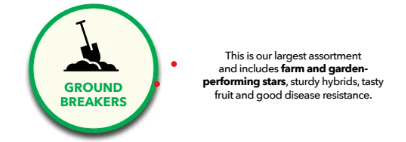 GROUND
BREAKERS
This is our largest assortment
and includes farm and garden-
performing stars, sturdy hybrids, tasty
fruit and good disease resistance.